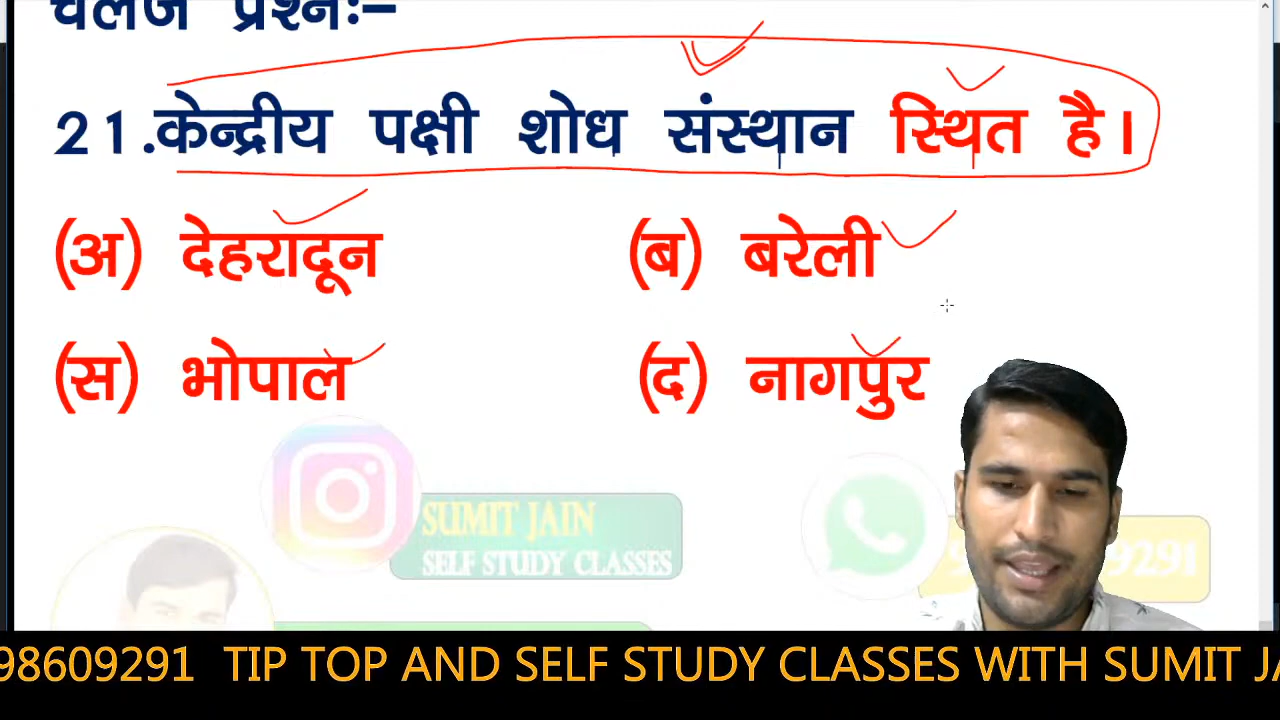 चैलेंज प्रश्नः–
21.केन्द्रीय पक्षी शोध संस्थान स्थित है।
(अ) देहरादून (ब) बरेली
(स) भोपाल (द) नागपुर
SUMIT JAIN
SELF STUDY CLASSES
9291
98609291 TIP TOP AND SELF STUDY CLASSES WITH SUMIT JA